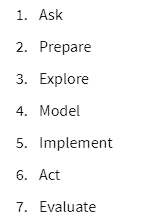 1. Ask
2. Prepare
3. Explore
4. Model
5. Implement
6. Act
7. Evaluate